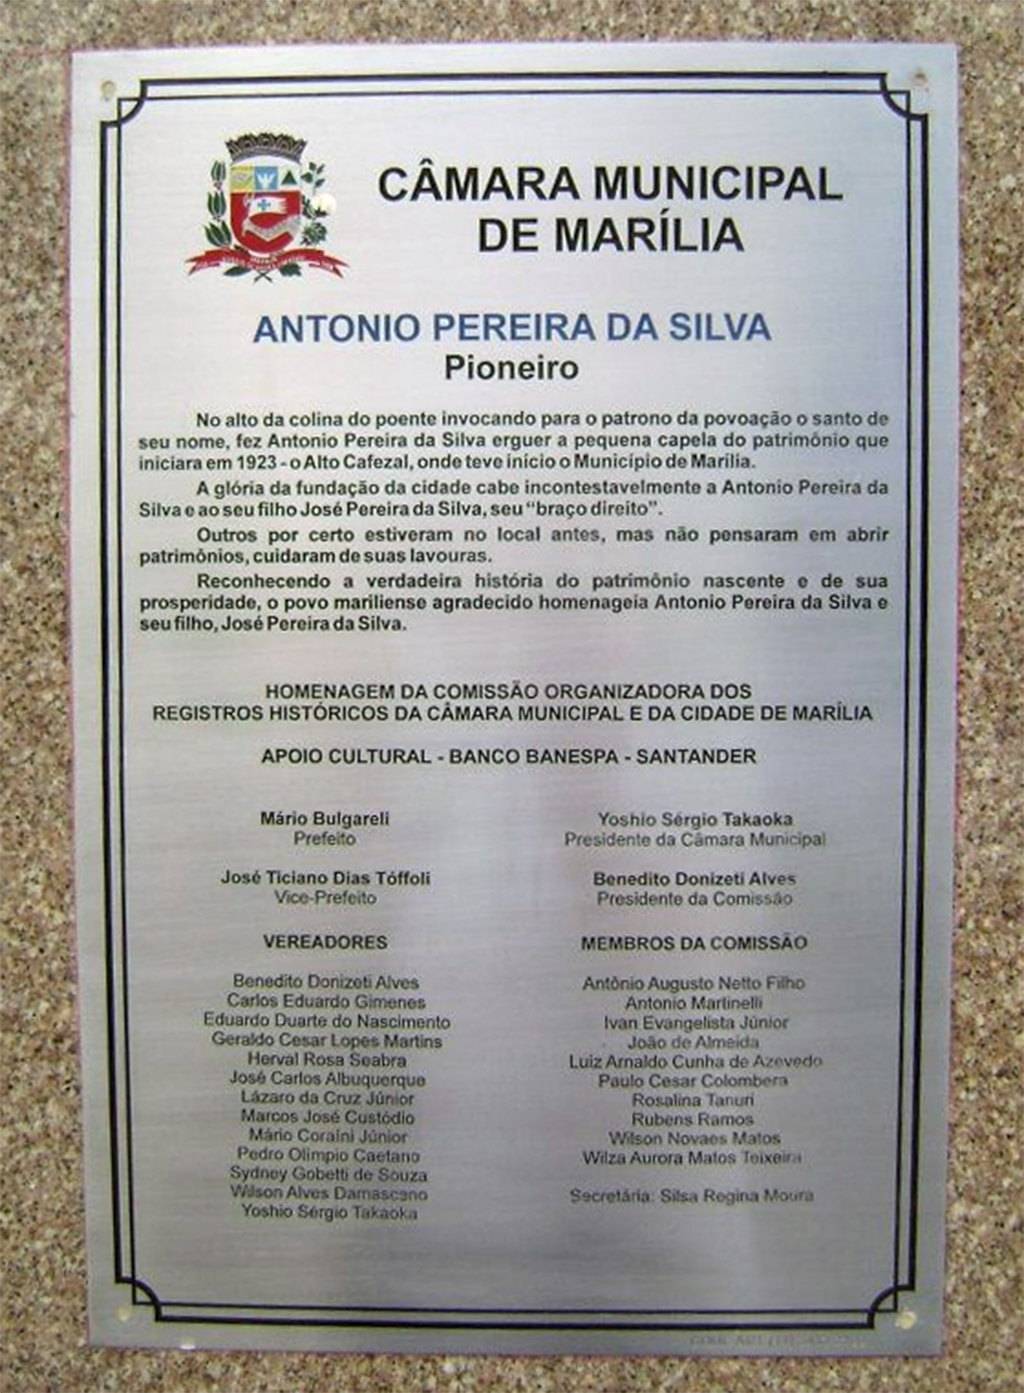 CÂMARA MUNICIPAL
DE MARÍLIA
ANTONIO PEREIRA DA SILVA
Pioneiro
No alto da colina do poente invocando para o patrono da povoação o santo de
seu nome, fez Antonio Pereira da Silva erguer a pequena capela do patrimônio que
iniciara em 1923 - o Alto Cafezal, onde teve início o Município de Marília.
A glória da fundação da cidade cabe incontestavelmente a Antonio Pereira da
Silva e ao seu filho José Pereira da Silva, seu “braço direito”.
Outros por certo estiveram no local antes, mas não pensaram em abrir
patrimônios, cuidaram de suas lavouras.
Reconhecendo a verdadeira história do patrimônio nascente e de sua
prosperidade, o povo mariliense agradecido homenageia Antonio Pereira da Silva e
seu filho, José Pereira da Silva.
HOMENAGEM DA COMISSÃO ORGANIZADORA DOS
REGISTROS HISTÓRICOS DA CÂMARA MUNICIPAL E DA CIDADE DE MARÍLIA
APOIO CULTURAL - BANCO BANESPA - SANTANDER
Mário Bulgareli
Prefeito
José Ticiano Dias Tóffoli
Vice-Prefeito
VEREADORES
Benedito Donizeti Alves
Carlos Eduardo Gimenes
Eduardo Duarte do Nascimento
Geraldo Cesar Lopes Martins
Herval Rosa Seabra
José Carlos Albuquerque
Lázaro da Cruz Júnior
Marcos José Custódio
Mário Coraíni Júnior
Pedro Olímpio Caetano
Sydney Gobetti de Souza
Wilson Alves Damasceno
Yoshio Sérgio Takaoka
Yoshio Sérgio Takaoka
Presidente da Câmara Municipal
Benedito Donizeti Alves
Presidente da Comissão
MEMBROS DA COMISSÃO
Antônio Augusto Netto Filho
Antonio Martinelli
Ivan Evangelista Júnior
João de Almeida
Luiz Arnaldo Cunha de Azevedo
Paulo Cesar Colombera
Rosalina Tanuri
Rubens Ramos
Wilson Novaes Matos
Wilza Aurora Matos Teixeira
Secretária: Silsa Regina Moura